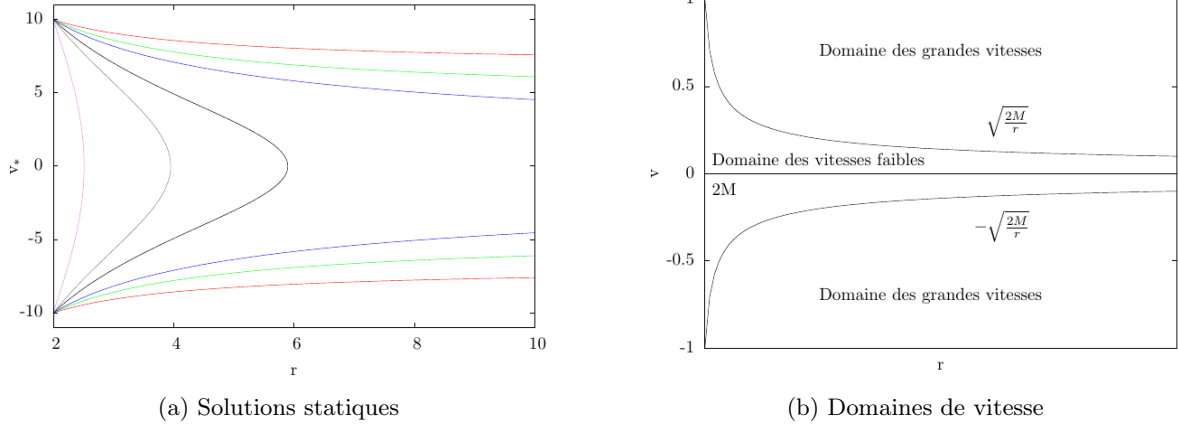 10
5
0
-5
-10
v*
2
4
6
8
10
r
(a) Solutions statiques
1
0.5
0
-0.5
-1
v
Domaine des grandes vitesses
√(2M/r)
Domaine des vitesses faibles
2M
−√(2M/r)
Domaine des grandes vitesses
r
(b) Domaines de vitesse